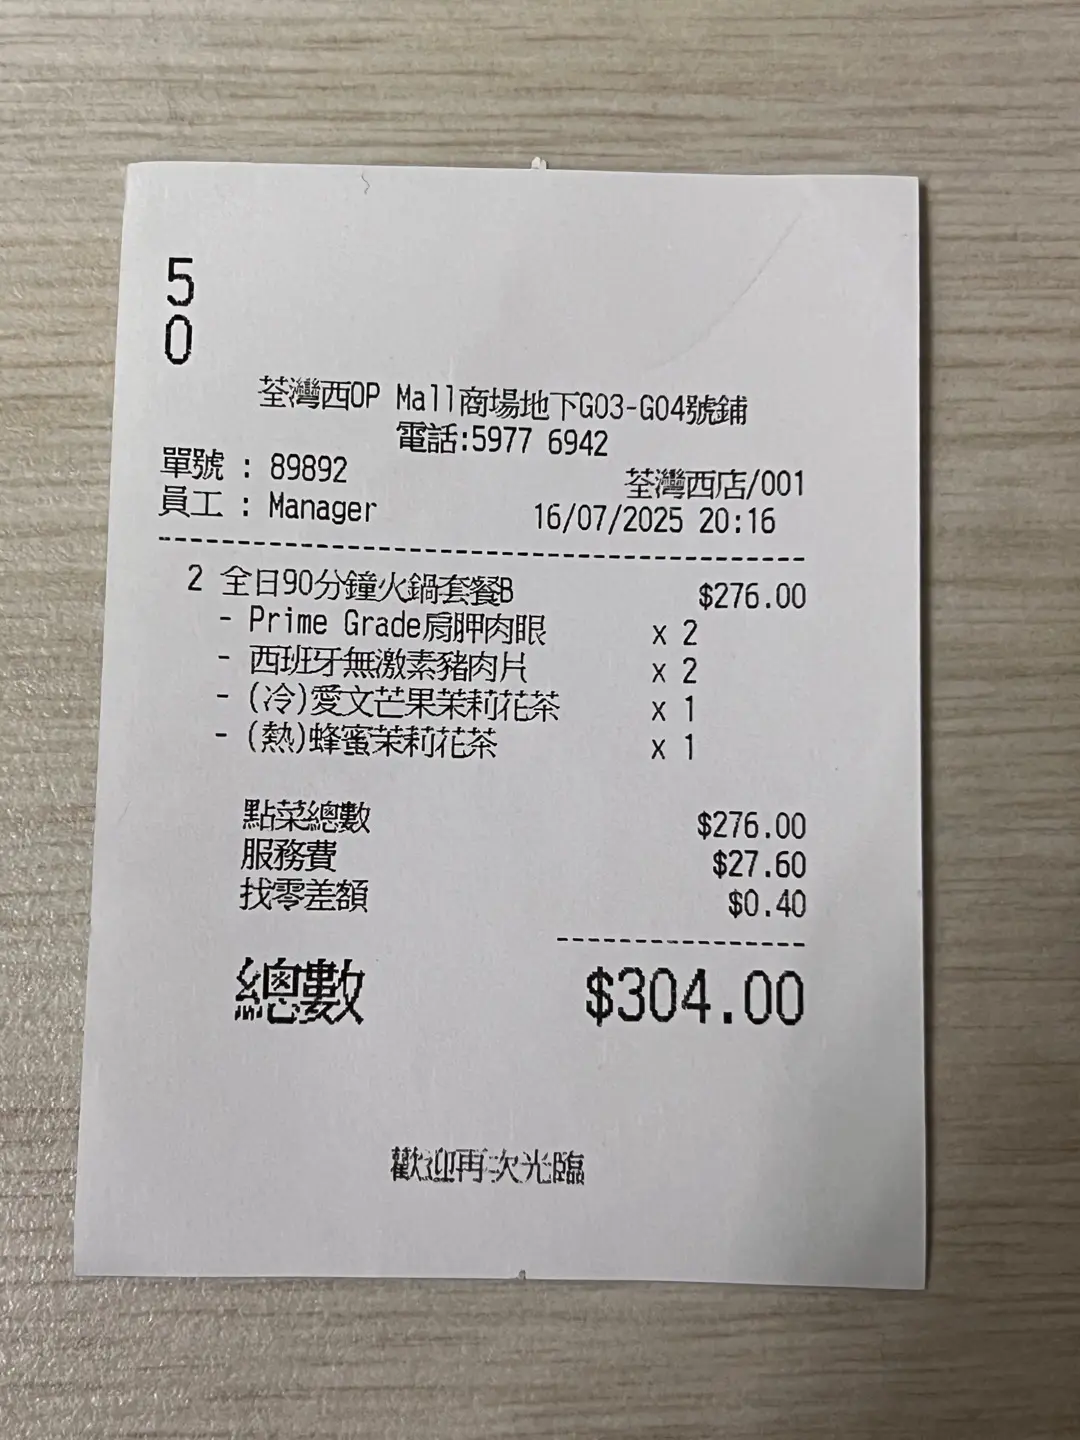 5
0
荃灣西OP Mall商場地下G03-G04號鋪
電話:5977 6942
單號 : 89892
荃灣西店/001
員工 : Manager
16/07/2025 20:16
2 全日90分鐘火鍋套餐B $276.00
- Prime Grade肩胛肉眼 x 2
- 西班牙無激素豬肉片 x 2
- (冷)愛文芒果茉莉花茶 x 1
- (熱)蜂蜜茉莉花茶 x 1
點菜總數 $276.00
服務費 $27.60
找零差額 $0.40
總數 $304.00
歡迎再次光臨